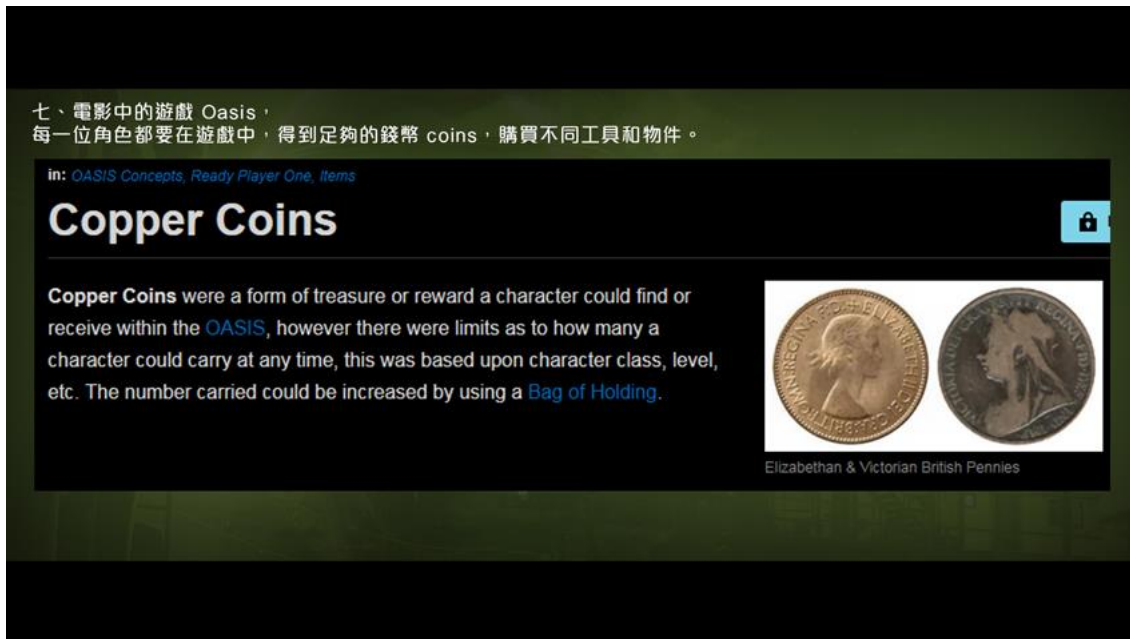 七、電影中的遊戲 Oasis，
每一位角色都要在遊戲中，得到足夠的錢幣 coins，購買不同工具和物件。
in: OASIS Concepts, Ready Player One, Items
Copper Coins
Copper Coins were a form of treasure or reward a character could find or
receive within the OASIS, however there were limits as to how many a
character could carry at any time, this was based upon character class, level,
etc. The number carried could be increased by using a Bag of Holding.
Elizabethan & Victorian British Pennies